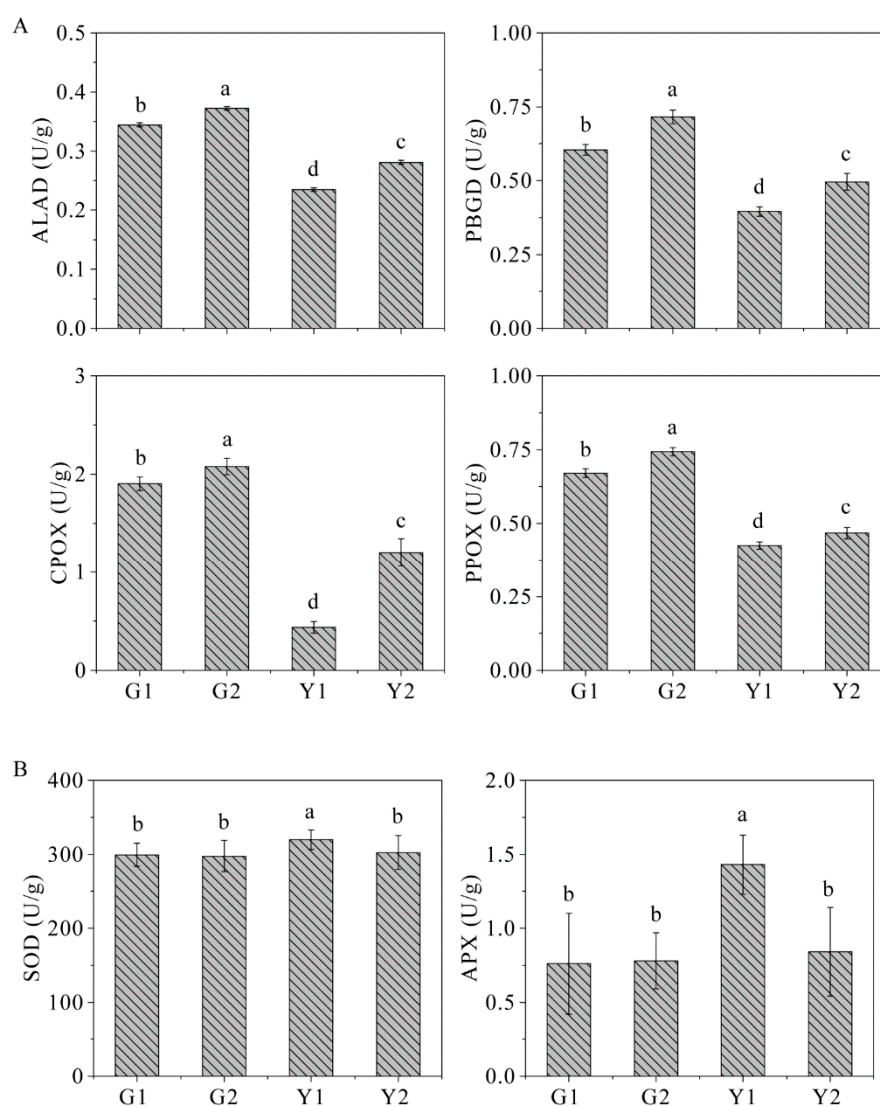 A
ALAD (U/g)
0.5
0.4
0.3
0.2
0.1
0.0
b
a
d
c
PBGD (U/g)
1.00
0.75
0.50
0.25
0.00
b
a
d
c
CPOX (U/g)
3
2
1
0
b
a
d
c
G1 G2 Y1 Y2
PPOX (U/g)
1.00
0.75
0.50
0.25
0.00
b
a
d
c
G1 G2 Y1 Y2
B
SOD (U/g)
400
300
200
100
0
b
b
a
b
G1 G2 Y1 Y2
APX (U/g)
2.0
1.5
1.0
0.5
0.0
b
b
a
b
G1 G2 Y1 Y2